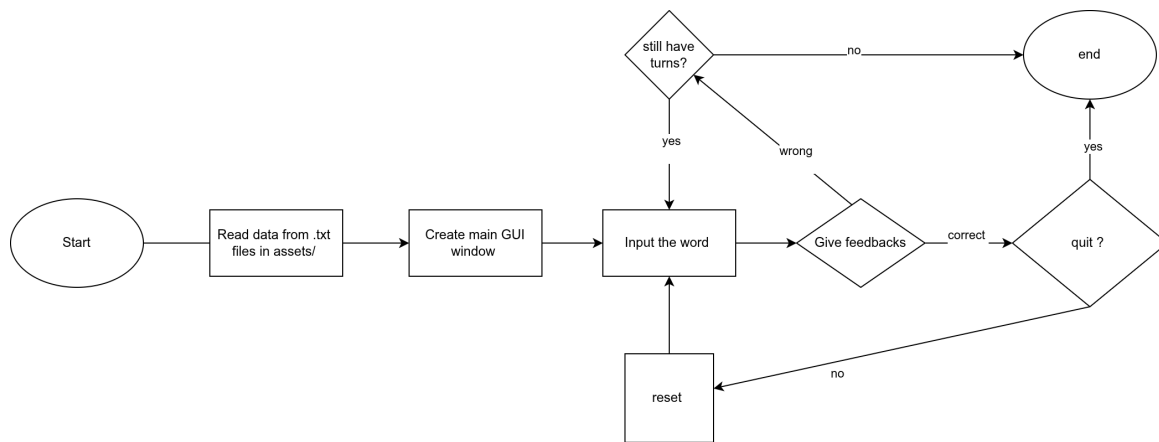 still have
turns?
no
end
yes
wrong
yes
Start
Read data from .txt
files in assets/
Create main GUI
window
Input the word
Give feedbacks
correct
quit ?
no
reset